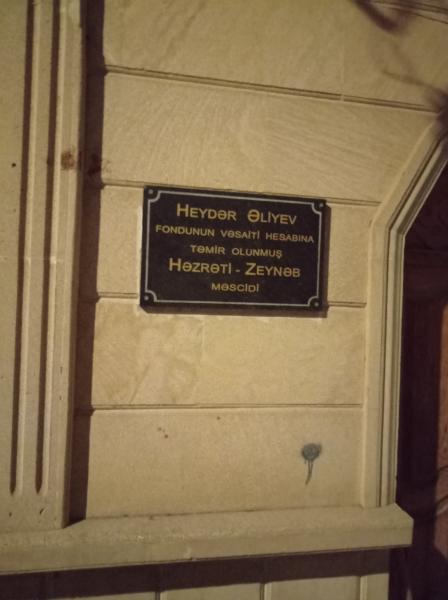 HEYDƏR ƏLİYEV
FONDUNUN VƏSAİTİ HESABINA
TƏMİR OLUNMUŞ
HƏZRƏTİ - ZEYNƏB
MƏSCİDİ